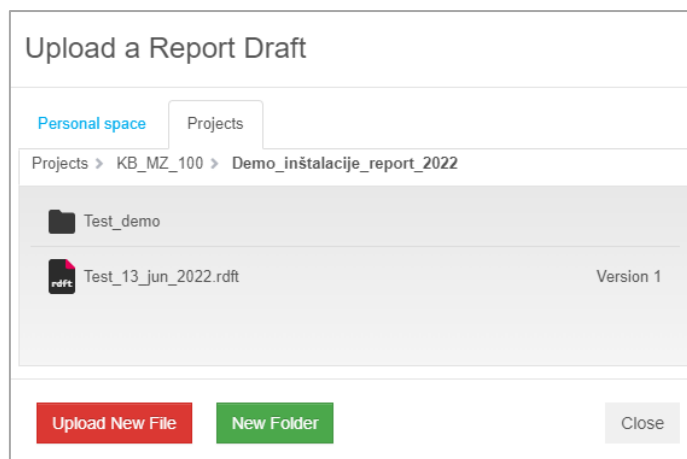 Upload a Report Draft
Personal space Projects
Projects > KB_MZ_100 > Demo_inštalacije_report_2022
Test_demo
rdft Test_13_jun_2022.rdft Version 1
Upload New File New Folder Close